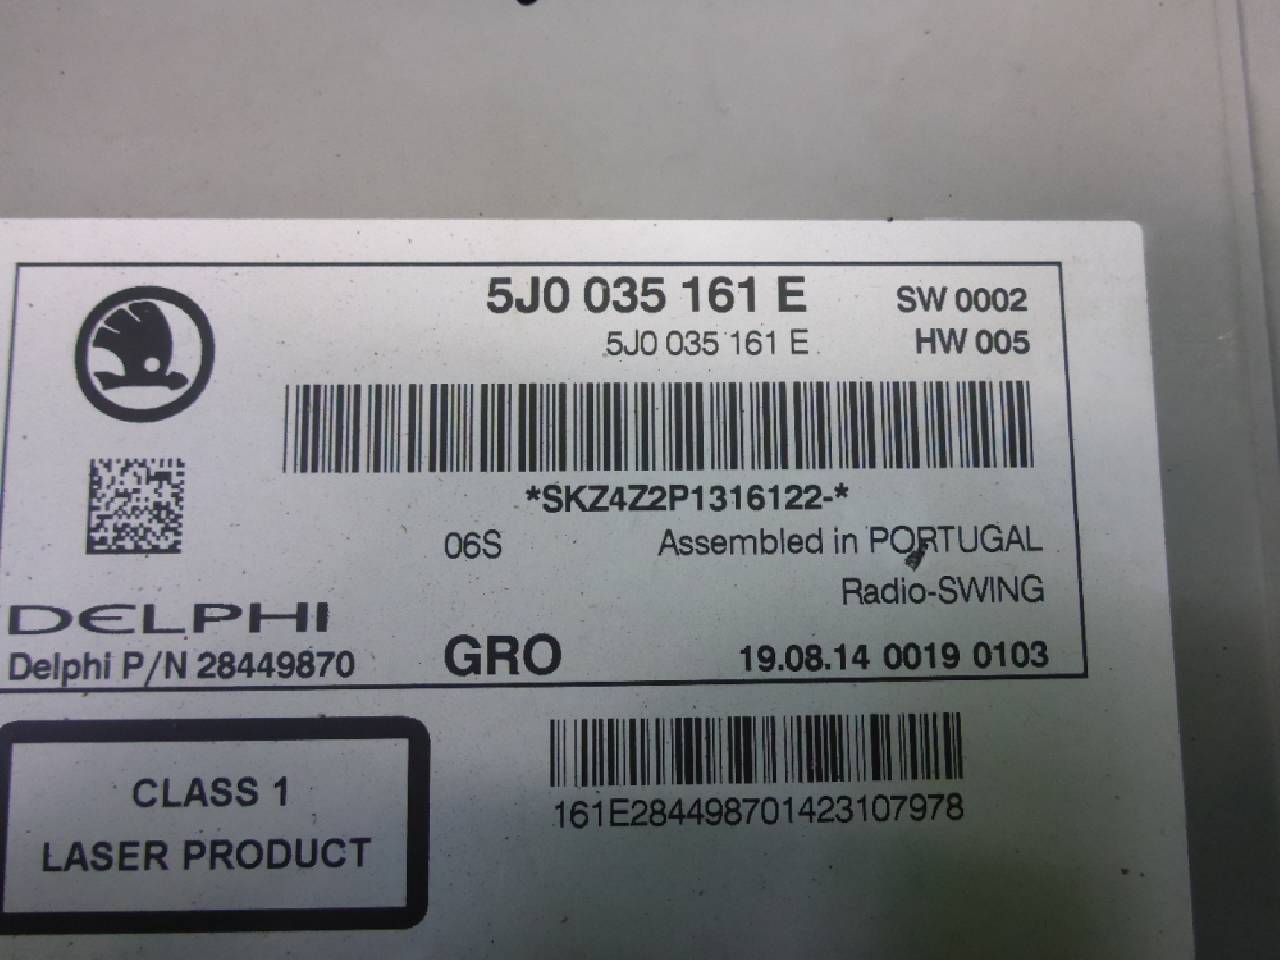 5J0 035 161 E SW 0002
5J0 035 161 E HW 005
*SKZ4Z2P1316122-*
06S Assembled in PORTUGAL
Radio-SWING
DELPHI
Delphi P/N 28449870 GRO 19.08.14 0019 0103
CLASS 1
LASER PRODUCT
161E284498701423107978